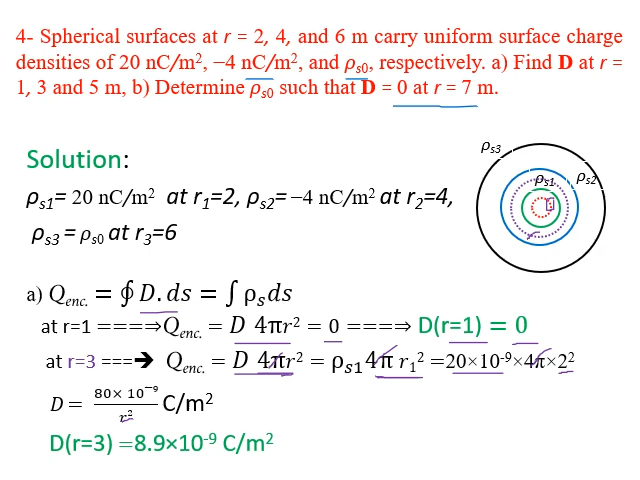 4- Spherical surfaces at r = 2, 4, and 6 m carry uniform surface charge
densities of 20 nC/m², −4 nC/m², and ρs0, respectively. a) Find D at r =
1, 3 and 5 m, b) Determine ρs0 such that D = 0 at r = 7 m.
Solution:
ρs1= 20 nC/m² at r1=2, ρs2= −4 nC/m² at r2=4,
ρs3 = ρs0 at r3=6
ρs3
ρs1
ρs2
a) Qenc. = ∮ D. ds = ∫ ρs ds
at r=1 ====⇒ Qenc. = D 4πr² = 0 ====⇒ D(r=1) = 0
at r=3 ===➔ Qenc. = D 4πr² = ρs1 4π r1² =20×10⁻⁹×4π×2²
D = 80× 10⁻⁹ / r² C/m²
D(r=3) =8.9×10⁻⁹ C/m²